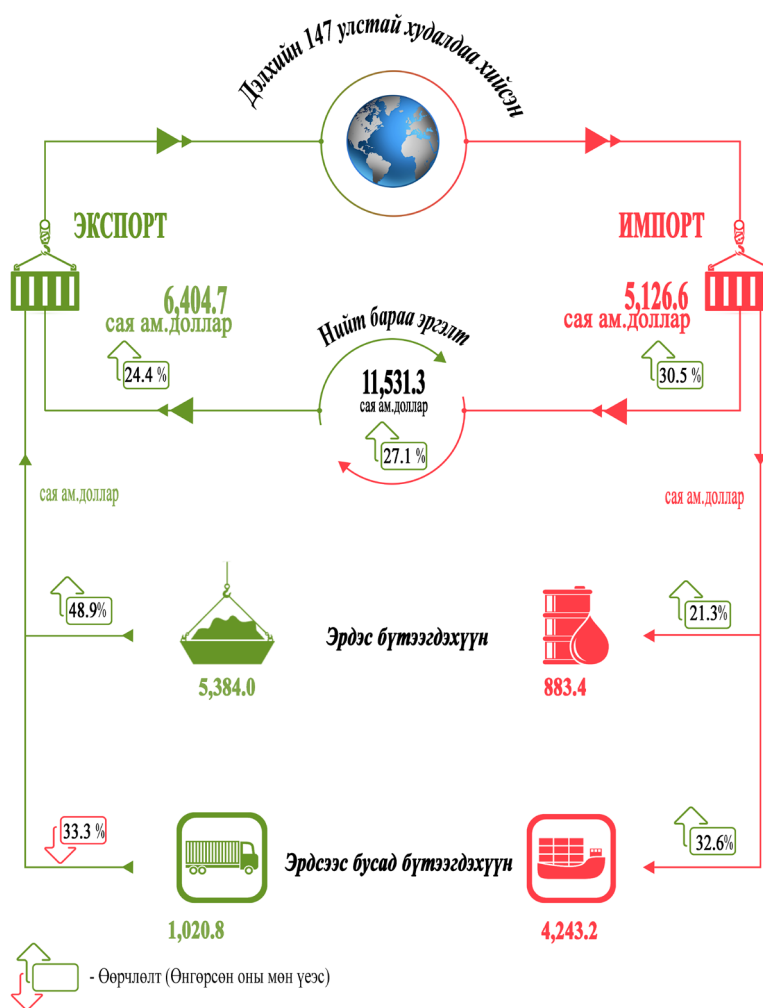 Дэлхийн 147 улстай худалдаа хийсэн
ЭКСПОРТ
ИМПОРТ
6,404.7
сая ам.доллар
24.4 %
5,126.6
сая ам.доллар
30.5 %
Нийт бараа эргэлт
11,531.3
сая ам.доллар
27.1 %
сая ам.доллар
сая ам.доллар
48.9%
Эрдэс бүтээгдэхүүн
21.3%
5,384.0
883.4
33.3 %
Эрдсээс бусад бүтээгдэхүүн
32.6%
1,020.8
4,243.2
- Өөрчлөлт (Өнгөрсөн оны мөн үеэс)